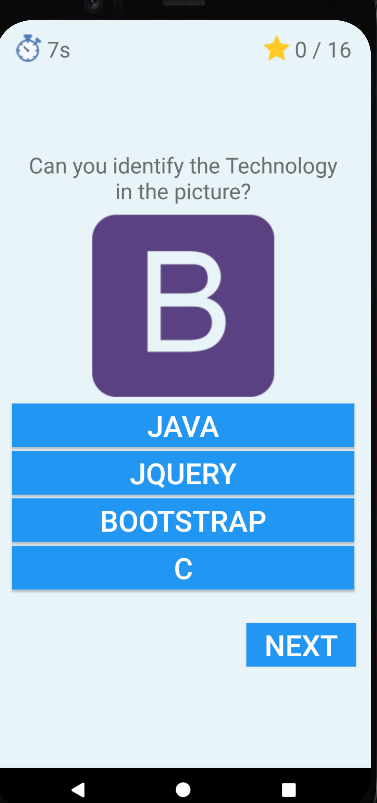 7s
0 / 16
Can you identify the Technology
in the picture?
B
JAVA
JQUERY
BOOTSTRAP
C
NEXT